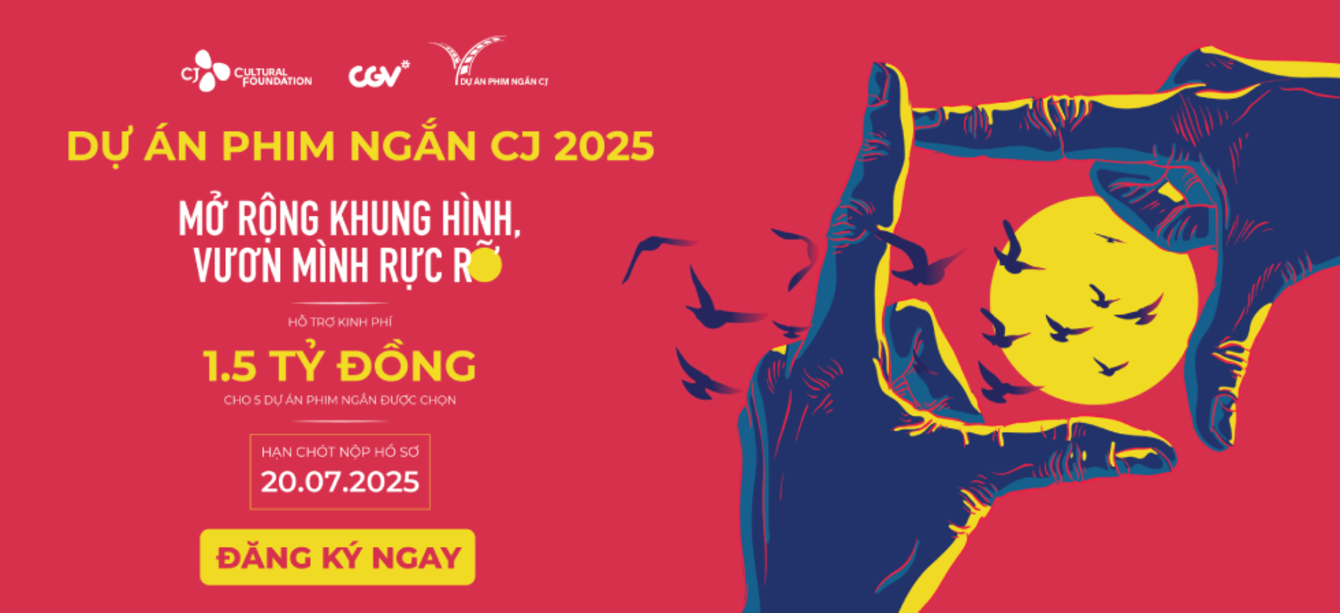 CJ CULTURAL
FOUNDATION
CGV
DỰ ÁN PHIM NGẮN CJ
DỰ ÁN PHIM NGẮN CJ 2025
MỞ RỘNG KHUNG HÌNH,
VƯƠN MÌNH RỰC RỠ
HỖ TRỢ KINH PHÍ
1.5 TỶ ĐỒNG
CHO 5 DỰ ÁN PHIM NGẮN ĐƯỢC CHỌN
HẠN CHÓT NỘP HỒ SƠ
20.07.2025
ĐĂNG KÝ NGAY